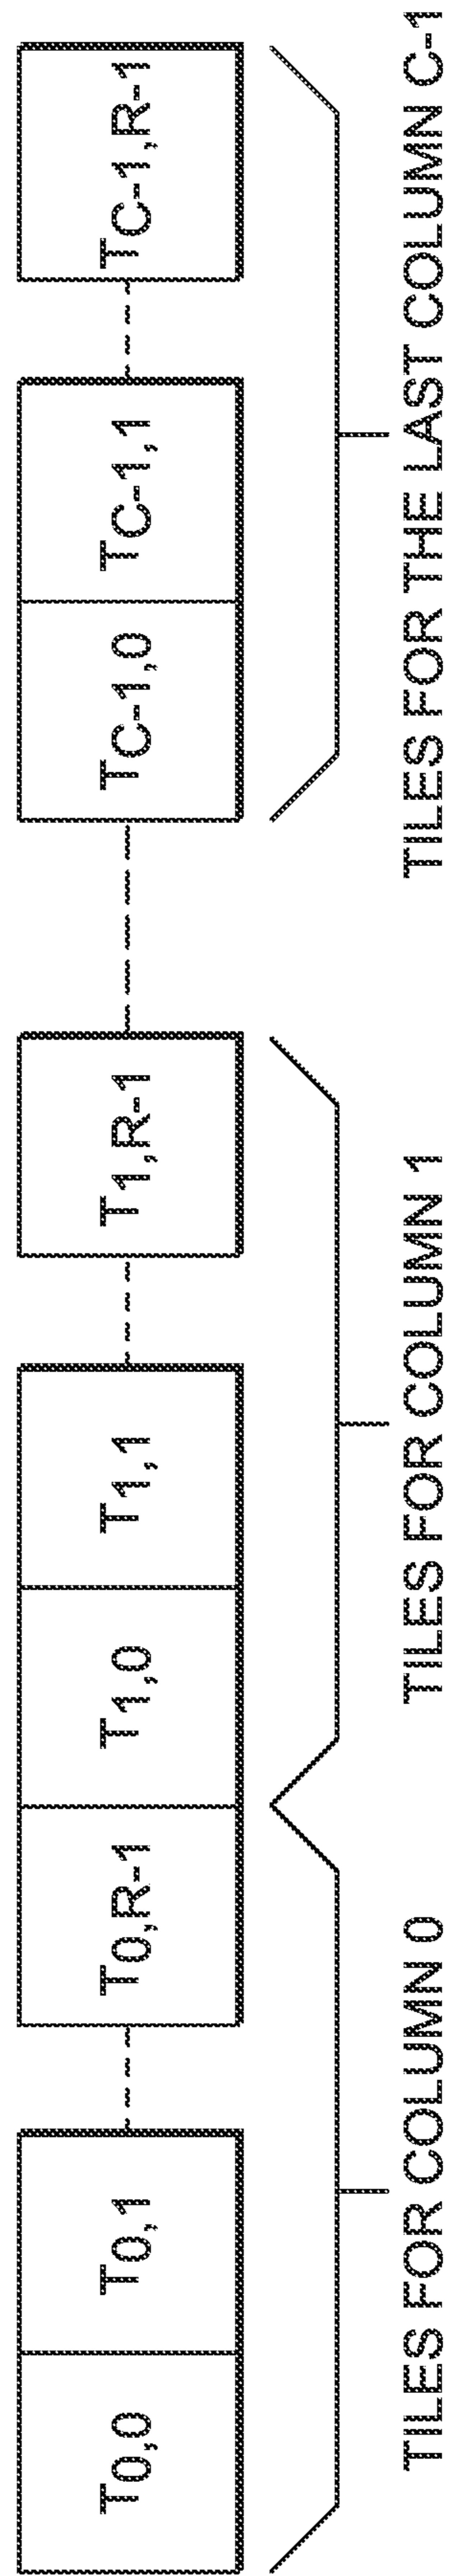 T0,0
T0,1
T0,R-1
T1,0
T1,1
T1,R-1
TC-1,0
TC-1,1
TC-1,R-1
TILES FOR COLUMN 0
TILES FOR COLUMN 1
TILES FOR THE LAST COLUMN C-1